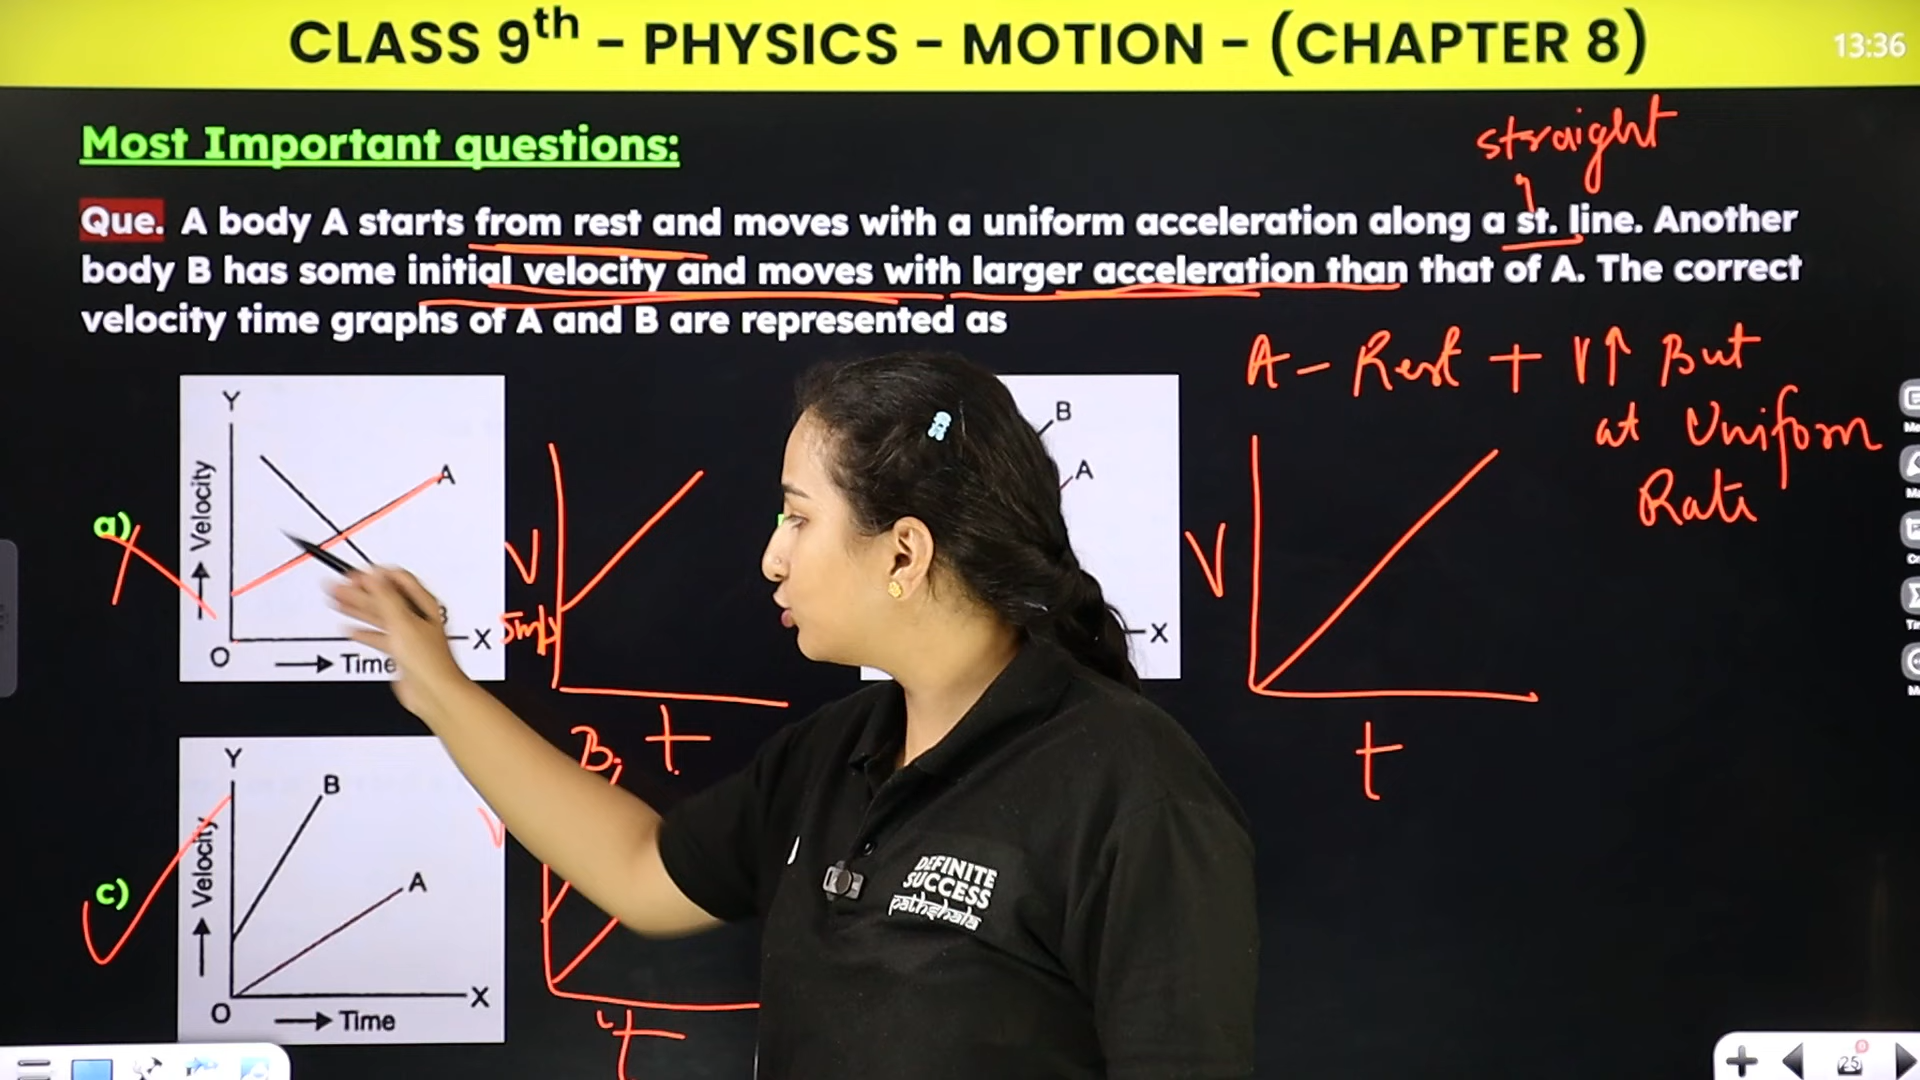 CLASS 9th - PHYSICS - MOTION - (CHAPTER 8)
13:36
Most Important questions:
straight
Que. A body A starts from rest and moves with a uniform acceleration along a st. line. Another
body B has some initial velocity and moves with larger acceleration than that of A. The correct
velocity time graphs of A and B are represented as
A - Rest + V↑ But
at Uniform
Rate
a)
Y
Velocity
A
B
X
O
Time
V
5m/s
t
B
A
X
V
t
c)
Y
Velocity
B
A
X
O
Time
B
V
t
DEFINITE
SUCCESS
pathshala
25